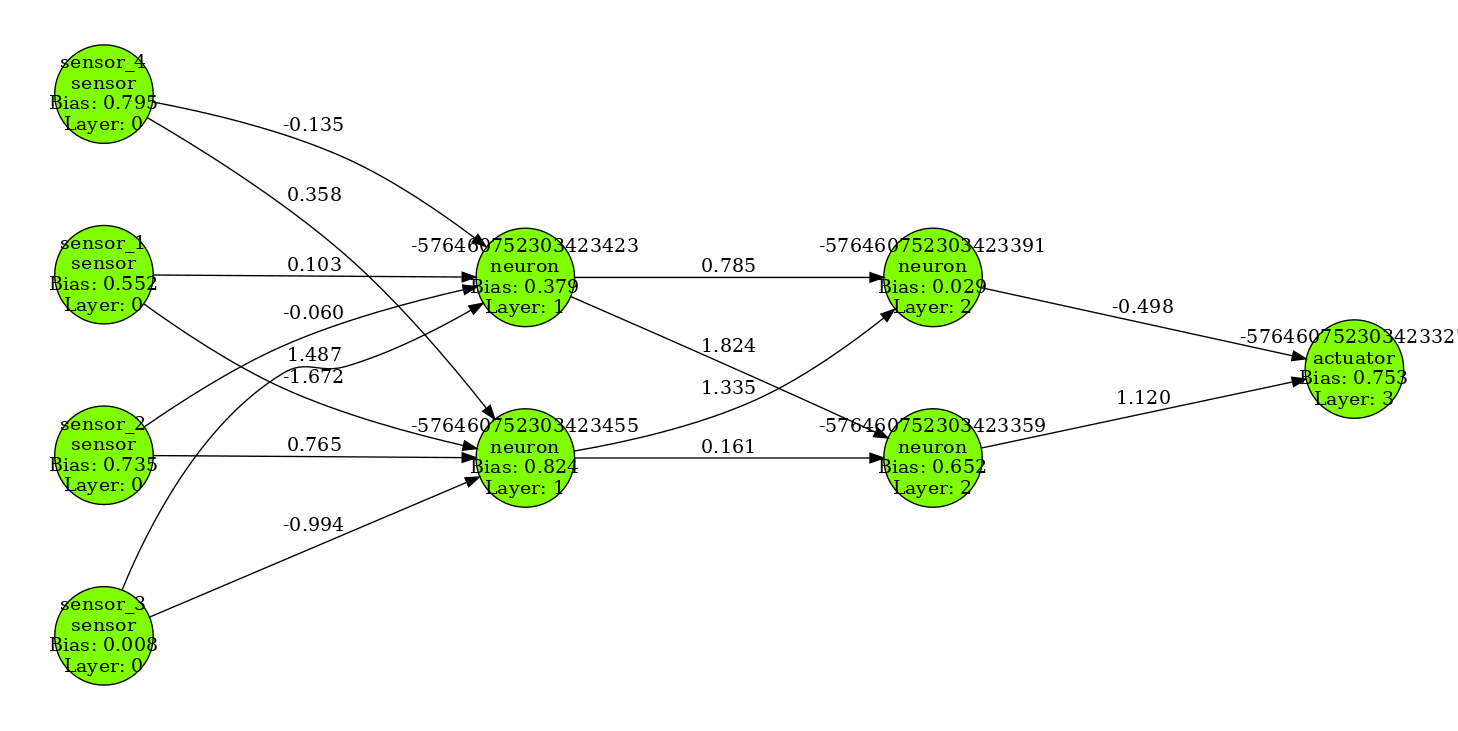 sensor_4
sensor
Bias: 0.795
Layer: 0
sensor_1
sensor
Bias: 0.552
Layer: 0
sensor_2
sensor
Bias: 0.735
Layer: 0
sensor_3
sensor
Bias: 0.008
Layer: 0
-0.135
0.358
0.103
-0.060
1.487
-1.672
0.765
-0.994
-576460752303423423
neuron
Bias: 0.379
Layer: 1
-576460752303423455
neuron
Bias: 0.824
Layer: 1
0.785
1.824
1.335
0.161
-576460752303423391
neuron
Bias: 0.029
Layer: 2
-576460752303423359
neuron
Bias: 0.652
Layer: 2
-0.498
1.120
-576460752303423327
actuator
Bias: 0.753
Layer: 3